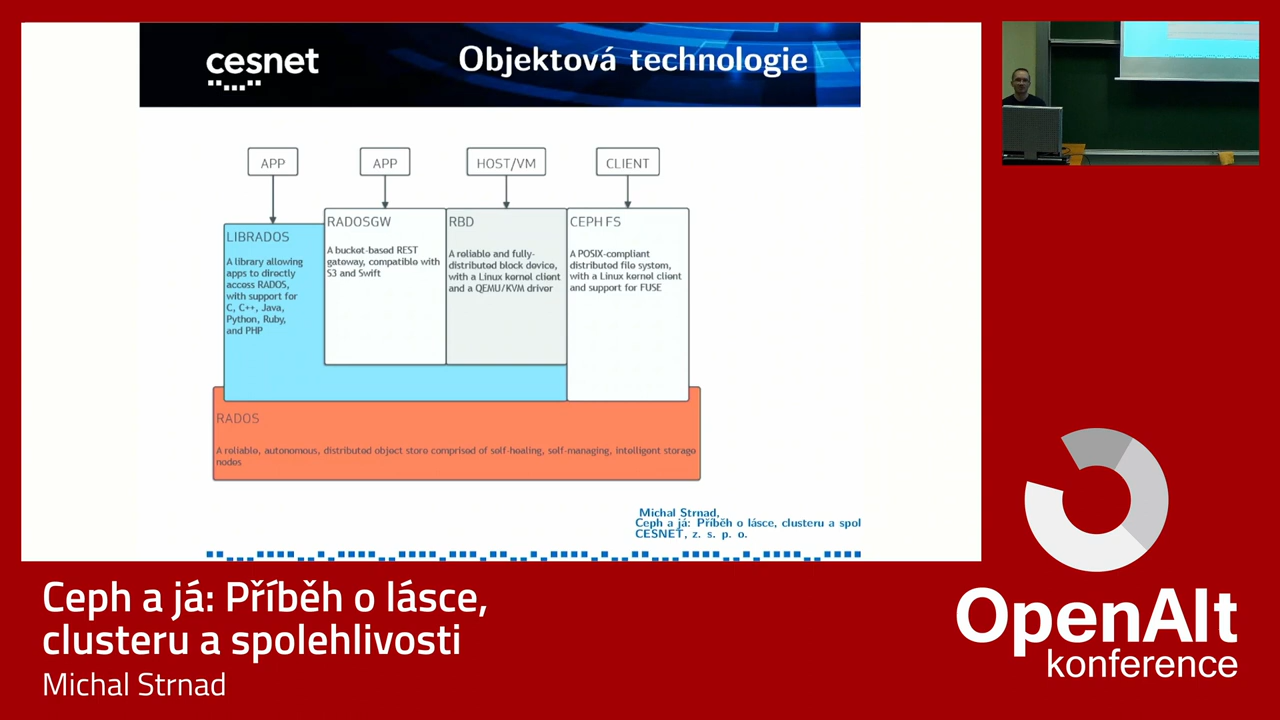 cesnet
Objektová technologie
APP
APP
HOST/VM
CLIENT
LIBRADOS
A library allowing
apps to directly
access RADOS,
with support for
C, C++, Java,
Python, Ruby,
and PHP
RADOSGW
A bucket-based REST
gateway, compatible with
S3 and Swift
RBD
A reliable and fully-
distributed block device,
with a Linux kernel client
and a QEMU/KVM driver
CEPH FS
A POSIX-compliant
distributed file system,
with a Linux kernel client
and support for FUSE
RADOS
A reliable, autonomous, distributed object store comprised of self-healing, self-managing, intelligent storage
nodes
Michal Strnad,
Ceph a já: Příběh o lásce, clusteru a spol
CESNET, z. s. p. o.
Ceph a já: Příběh o lásce,
clusteru a spolehlivosti
Michal Strnad
OpenAlt
konference